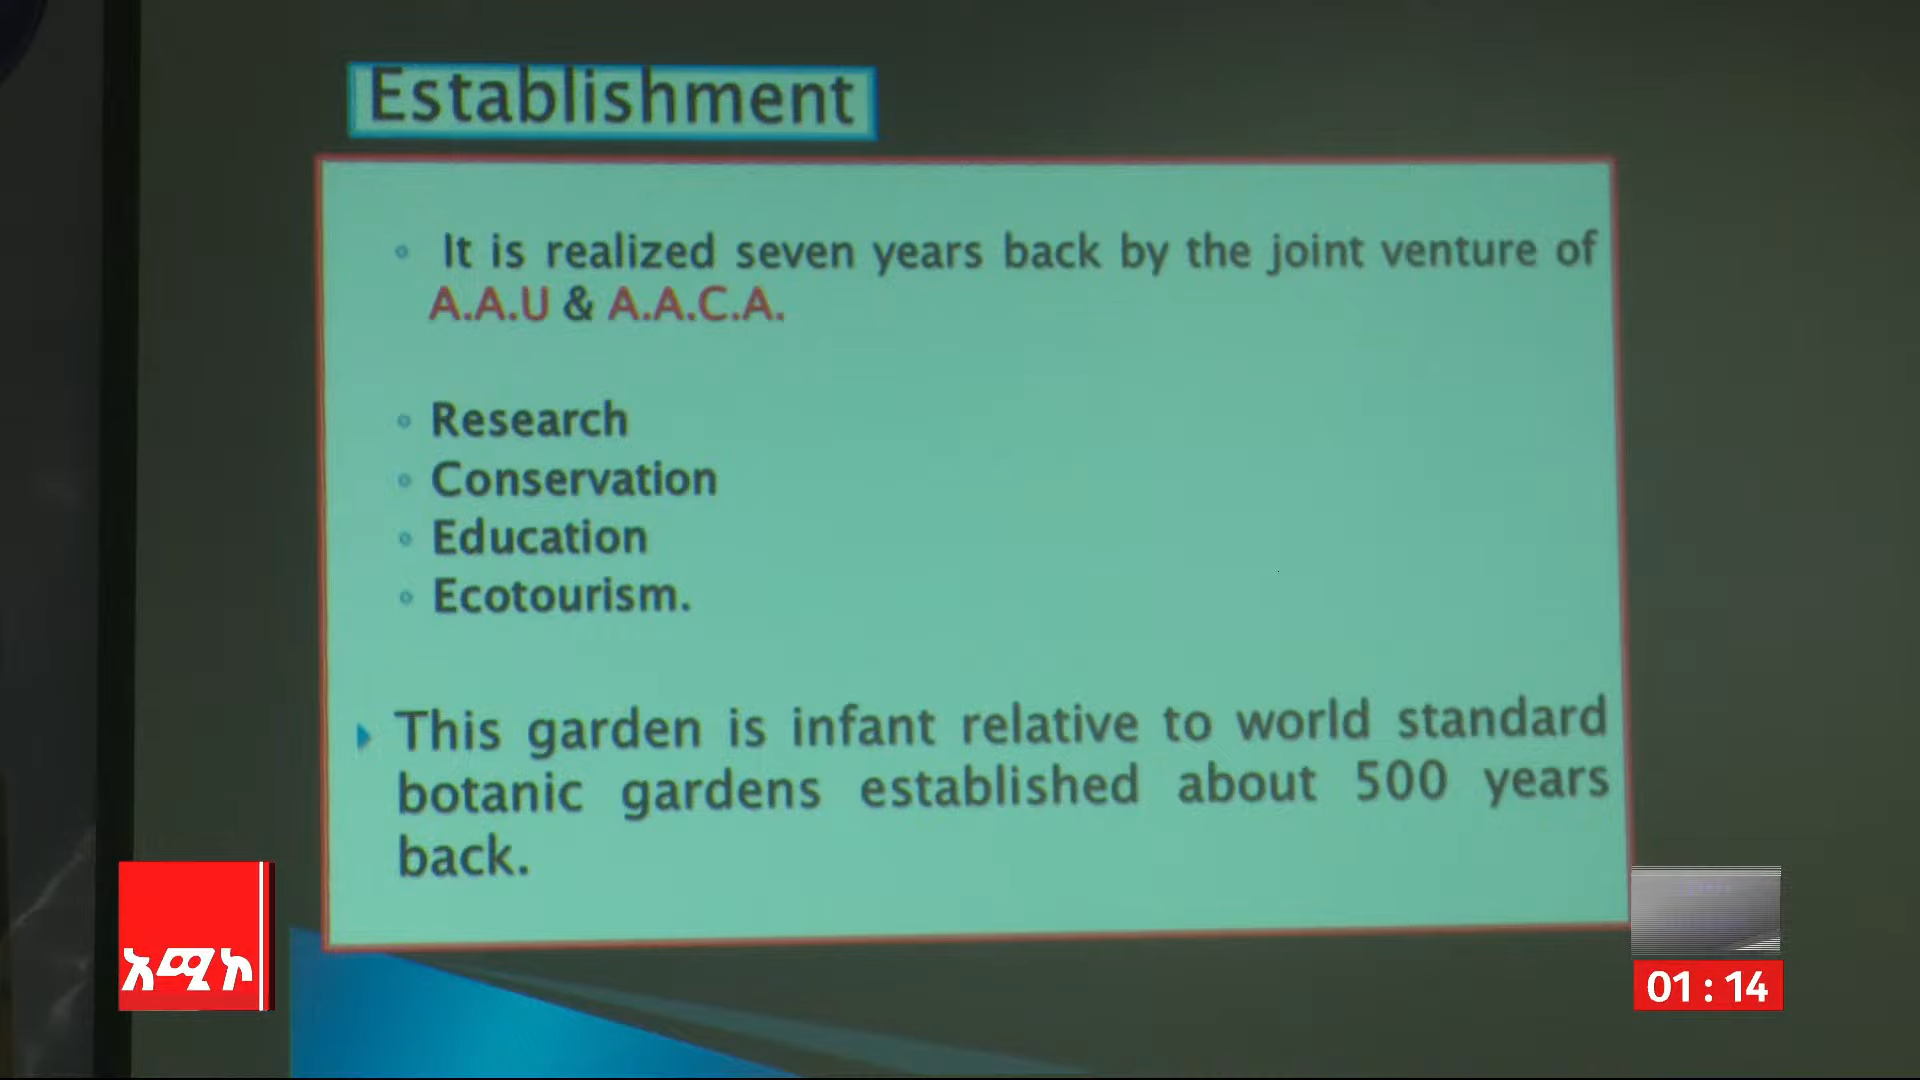 Establishment
It is realized seven years back by the joint venture of
A.A.U & A.A.C.A.
Research
Conservation
Education
Ecotourism.
This garden is infant relative to world standard
botanic gardens established about 500 years
back.
አሚኮ
01 : 14